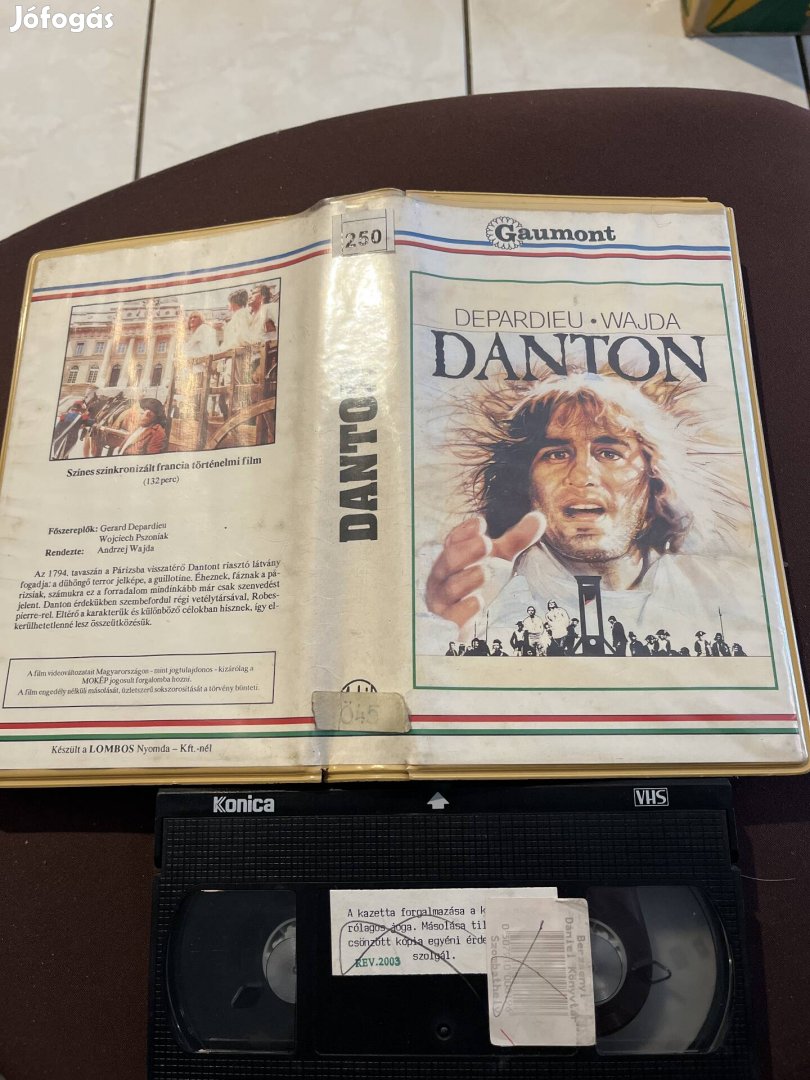 Jófogás
Színes szinkronizált francia történelmi film
(132 perc)
Főszereplők: Gerard Depardieu
Wojciech Pszoniak
Rendezte: Andrzej Wajda
Az 1794. tavaszán a Párizsba visszatérő Dantont riasztó látvány
fogadja: a dühöngő terror jelképe, a guillotine. Éheznek, fáznak a pá-
rizsiak, számukra ez a forradalom mindinkább már csak szenvedést
jelent. Danton érdekükben szembefordul régi vetélytársával, Robes-
pierre-rel. Eltérő a karakterük és különböző célokban hisznek, így el-
kerülhetetlenné lesz összeütközésük.
A film videováltozatait Magyarországon – mint jogtulajdonos – kizárólag a
MOKÉP jogosult forgalomba hozni.
A film engedély nélküli másolását, üzletszerű sokszorosítását a törvény bünteti.
Készült a LOMBOS Nyomda – Kft.-nél
250
DANTON
045
Gaumont
DEPARDIEU • WAJDA
DANTON
Konica
VHS
A kazetta forgalmazása a k
rólagos joga. Másolása til
csönzött kópia egyéni érde
REV.2003 szolgál.
Berzsenyi
Dániel Könyvtár
Szombathely